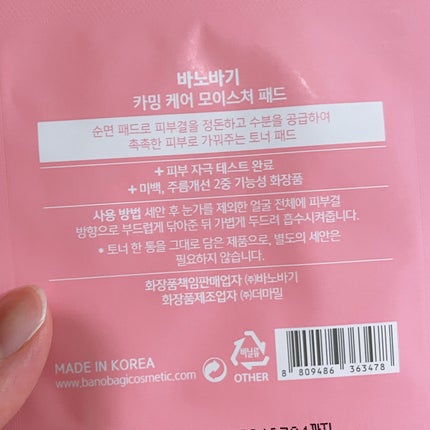 바노바기
카밍 케어 모이스처 패드
순면 패드로 피부결을 정돈하고 수분을 공급하여
촉촉한 피부로 가꿔주는 토너 패드
+ 피부 자극 테스트 완료
+ 미백, 주름개선 2중 기능성 화장품
사용 방법 세안 후 눈가를 제외한 얼굴 전체에 피부결
방향으로 부드럽게 닦아준 뒤 가볍게 두드려 흡수시켜줍니다.
* 토너 한 통을 그대로 담은 제품으로, 별도의 세안은
필요하지 않습니다.
화장품책임판매업자 ㈜바노바기
화장품제조업자 ㈜더마밀
MADE IN KOREA
www.banobagicosmetic.com
비닐류
OTHER
8 809486 363478
까지